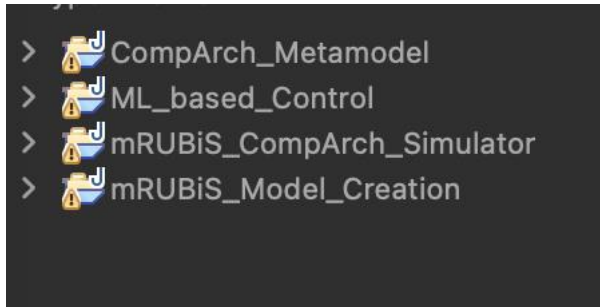 CompArch_Metamodel
ML_based_Control
mRUBiS_CompArch_Simulator
mRUBiS_Model_Creation